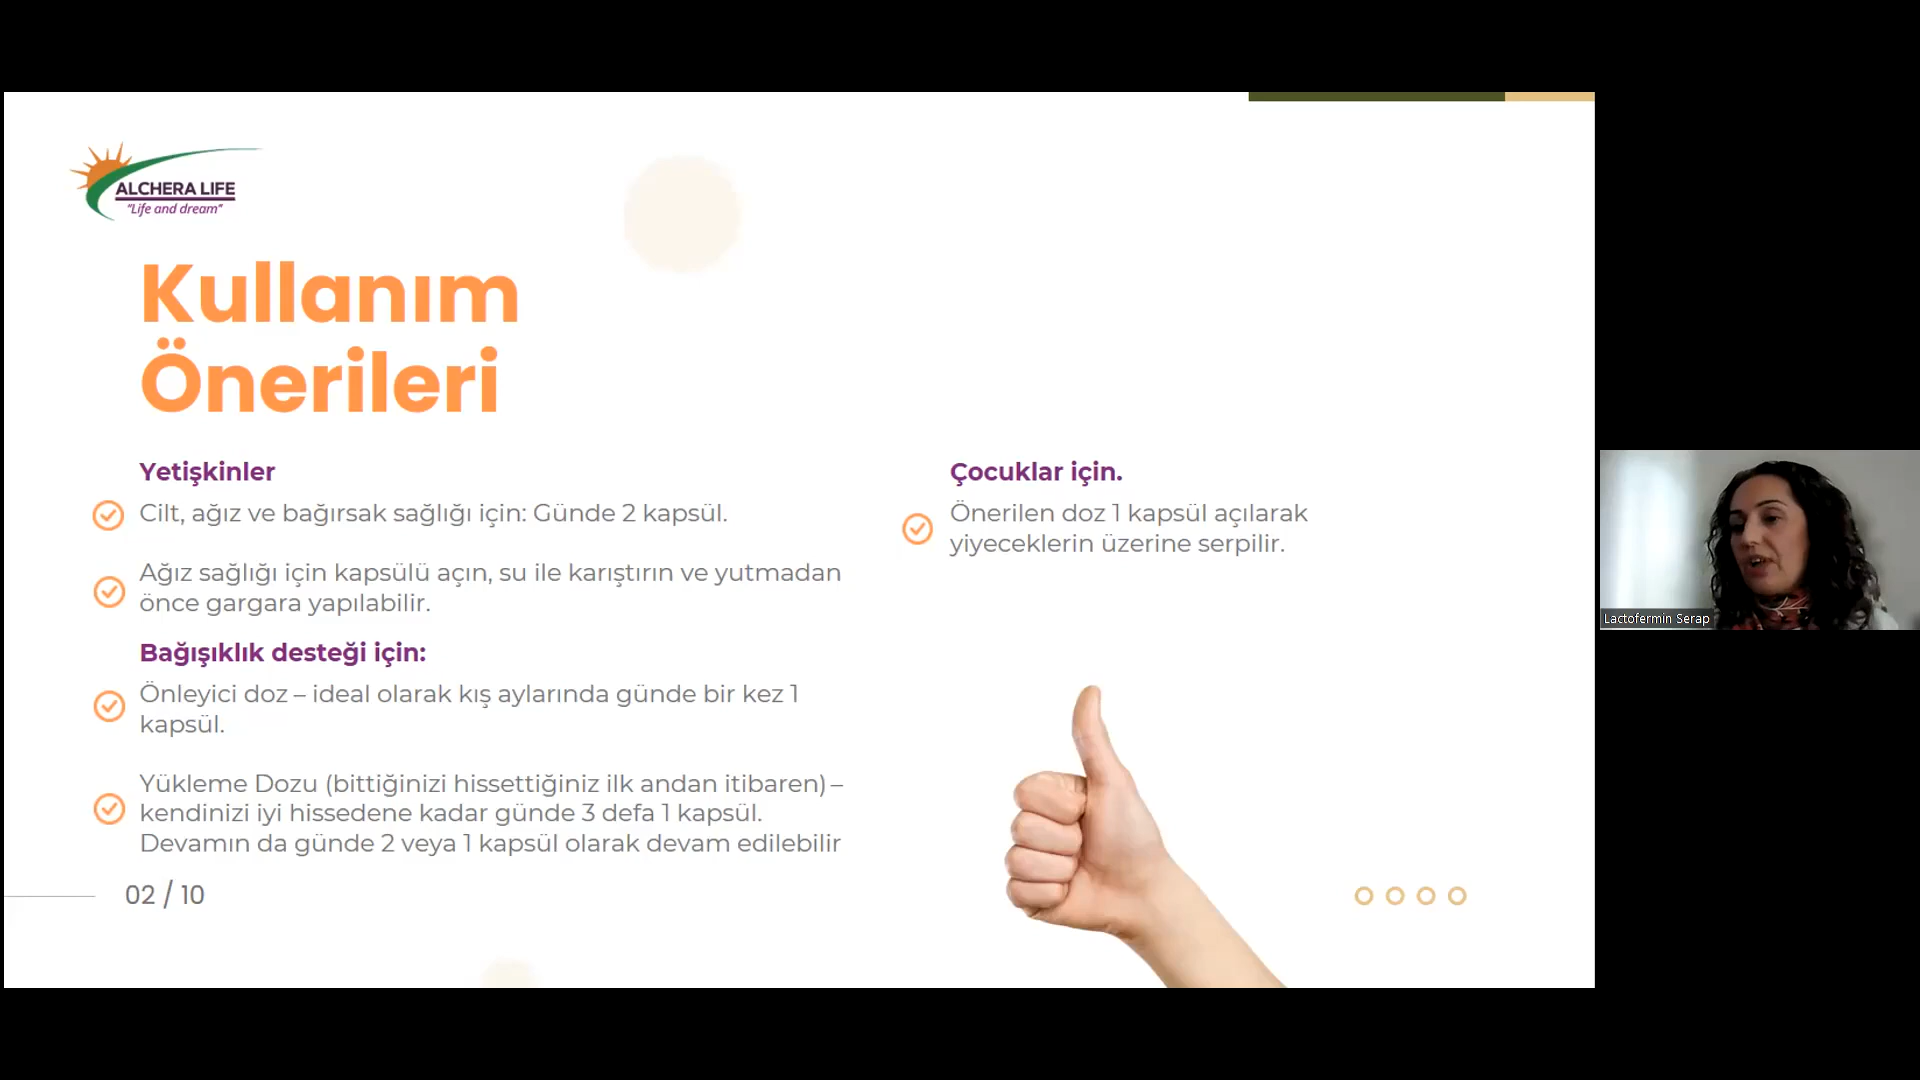 ALCHERA LIFE
"Life and dream"
Kullanım
Önerileri
Yetişkinler
Cilt, ağız ve bağırsak sağlığı için: Günde 2 kapsül.
Ağız sağlığı için kapsülü açın, su ile karıştırın ve yutmadan
önce gargara yapılabilir.
Bağışıklık desteği için:
Önleyici doz – ideal olarak kış aylarında günde bir kez 1
kapsül.
Yükleme Dozu (bittiğinizi hissettiğiniz ilk andan itibaren) –
kendinizi iyi hissedene kadar günde 3 defa 1 kapsül.
Devamın da günde 2 veya 1 kapsül olarak devam edilebilir
02 / 10
Çocuklar için.
Önerilen doz 1 kapsül açılarak
yiyeceklerin üzerine serpilir.
Lactofermin Serap